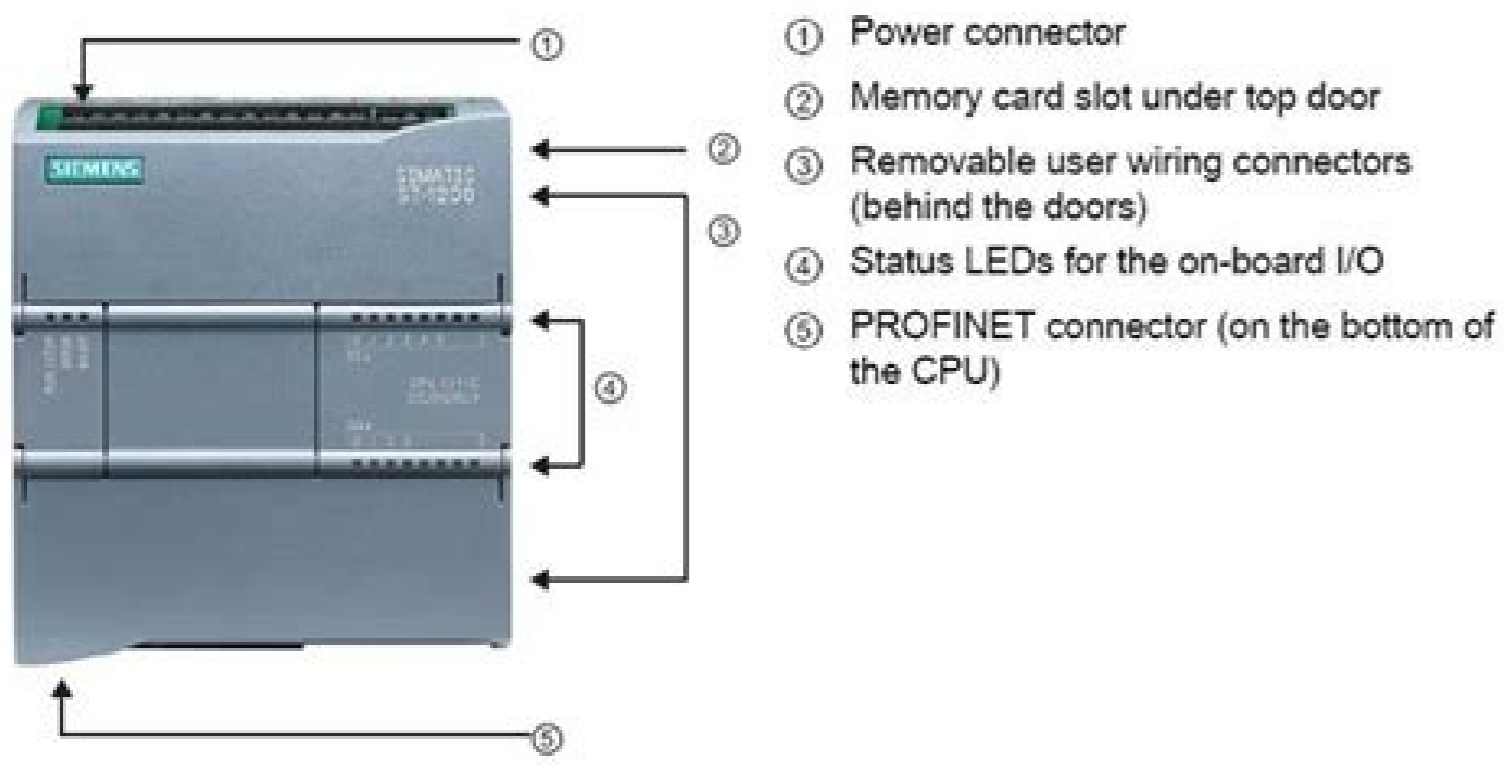 ① Power connector
② Memory card slot under top door
③ Removable user wiring connectors
(behind the doors)
④ Status LEDs for the on-board I/O
⑤ PROFINET connector (on the bottom of
the CPU)
①
SIEMENS
SIMATIC
S7-1200
②
③
④
⑤